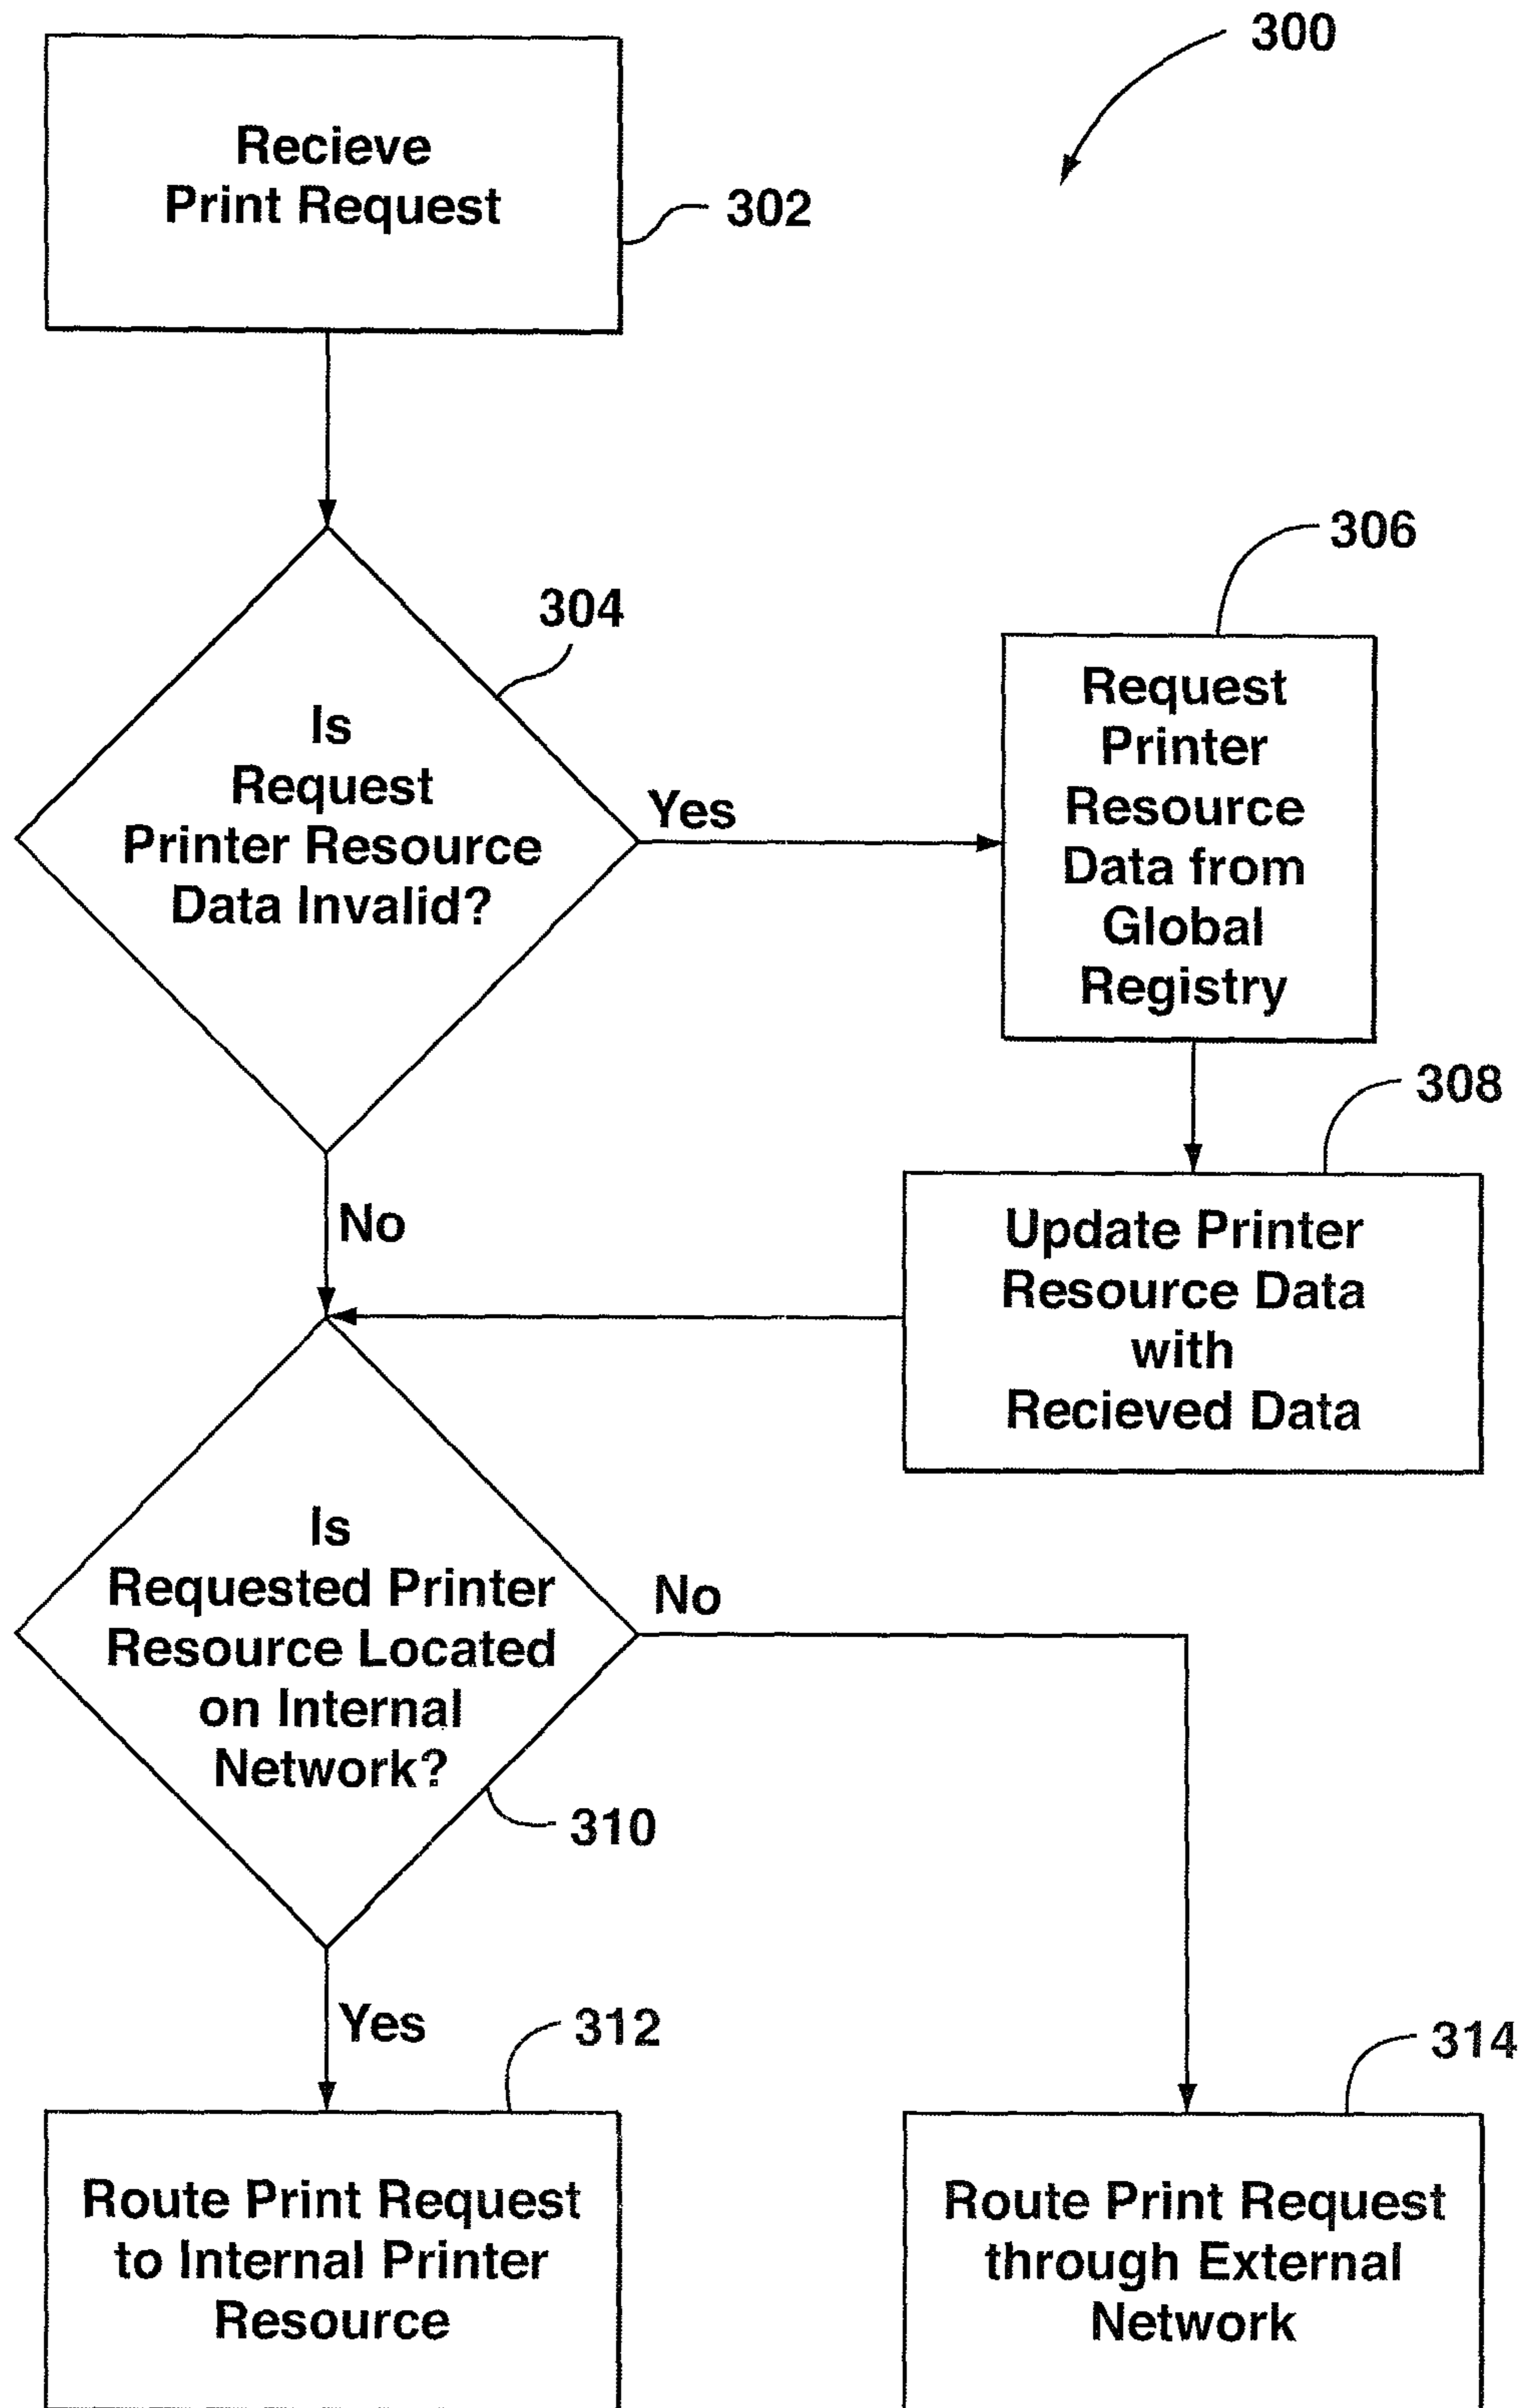 300
Recieve
Print Request
302
304
Is
Request
Printer Resource
Data Invalid?
Yes
306
Request
Printer
Resource
Data from
Global
Registry
No
308
Update Printer
Resource Data
with
Recieved Data
Is
Requested Printer
Resource Located
on Internal
Network?
No
310
Yes
312
Route Print Request
to Internal Printer
Resource
314
Route Print Request
through External
Network